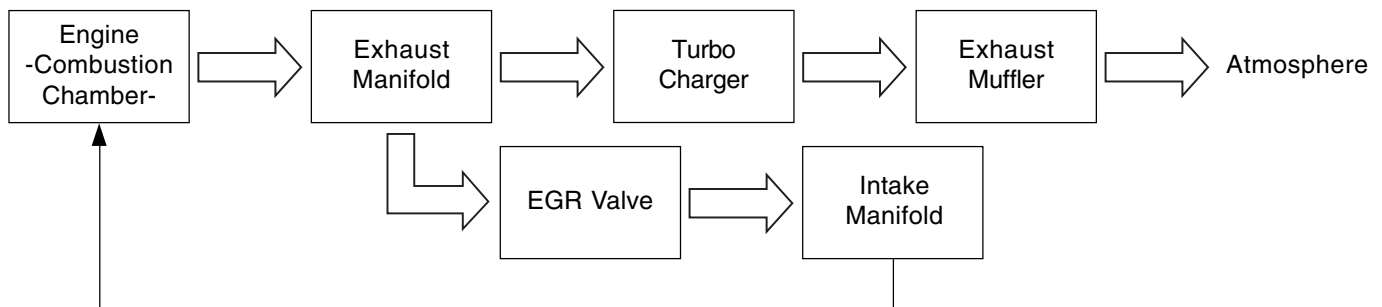 Engine
-Combustion
Chamber-
Exhaust
Manifold
Turbo
Charger
Exhaust
Muffler
Atmosphere
EGR Valve
Intake
Manifold